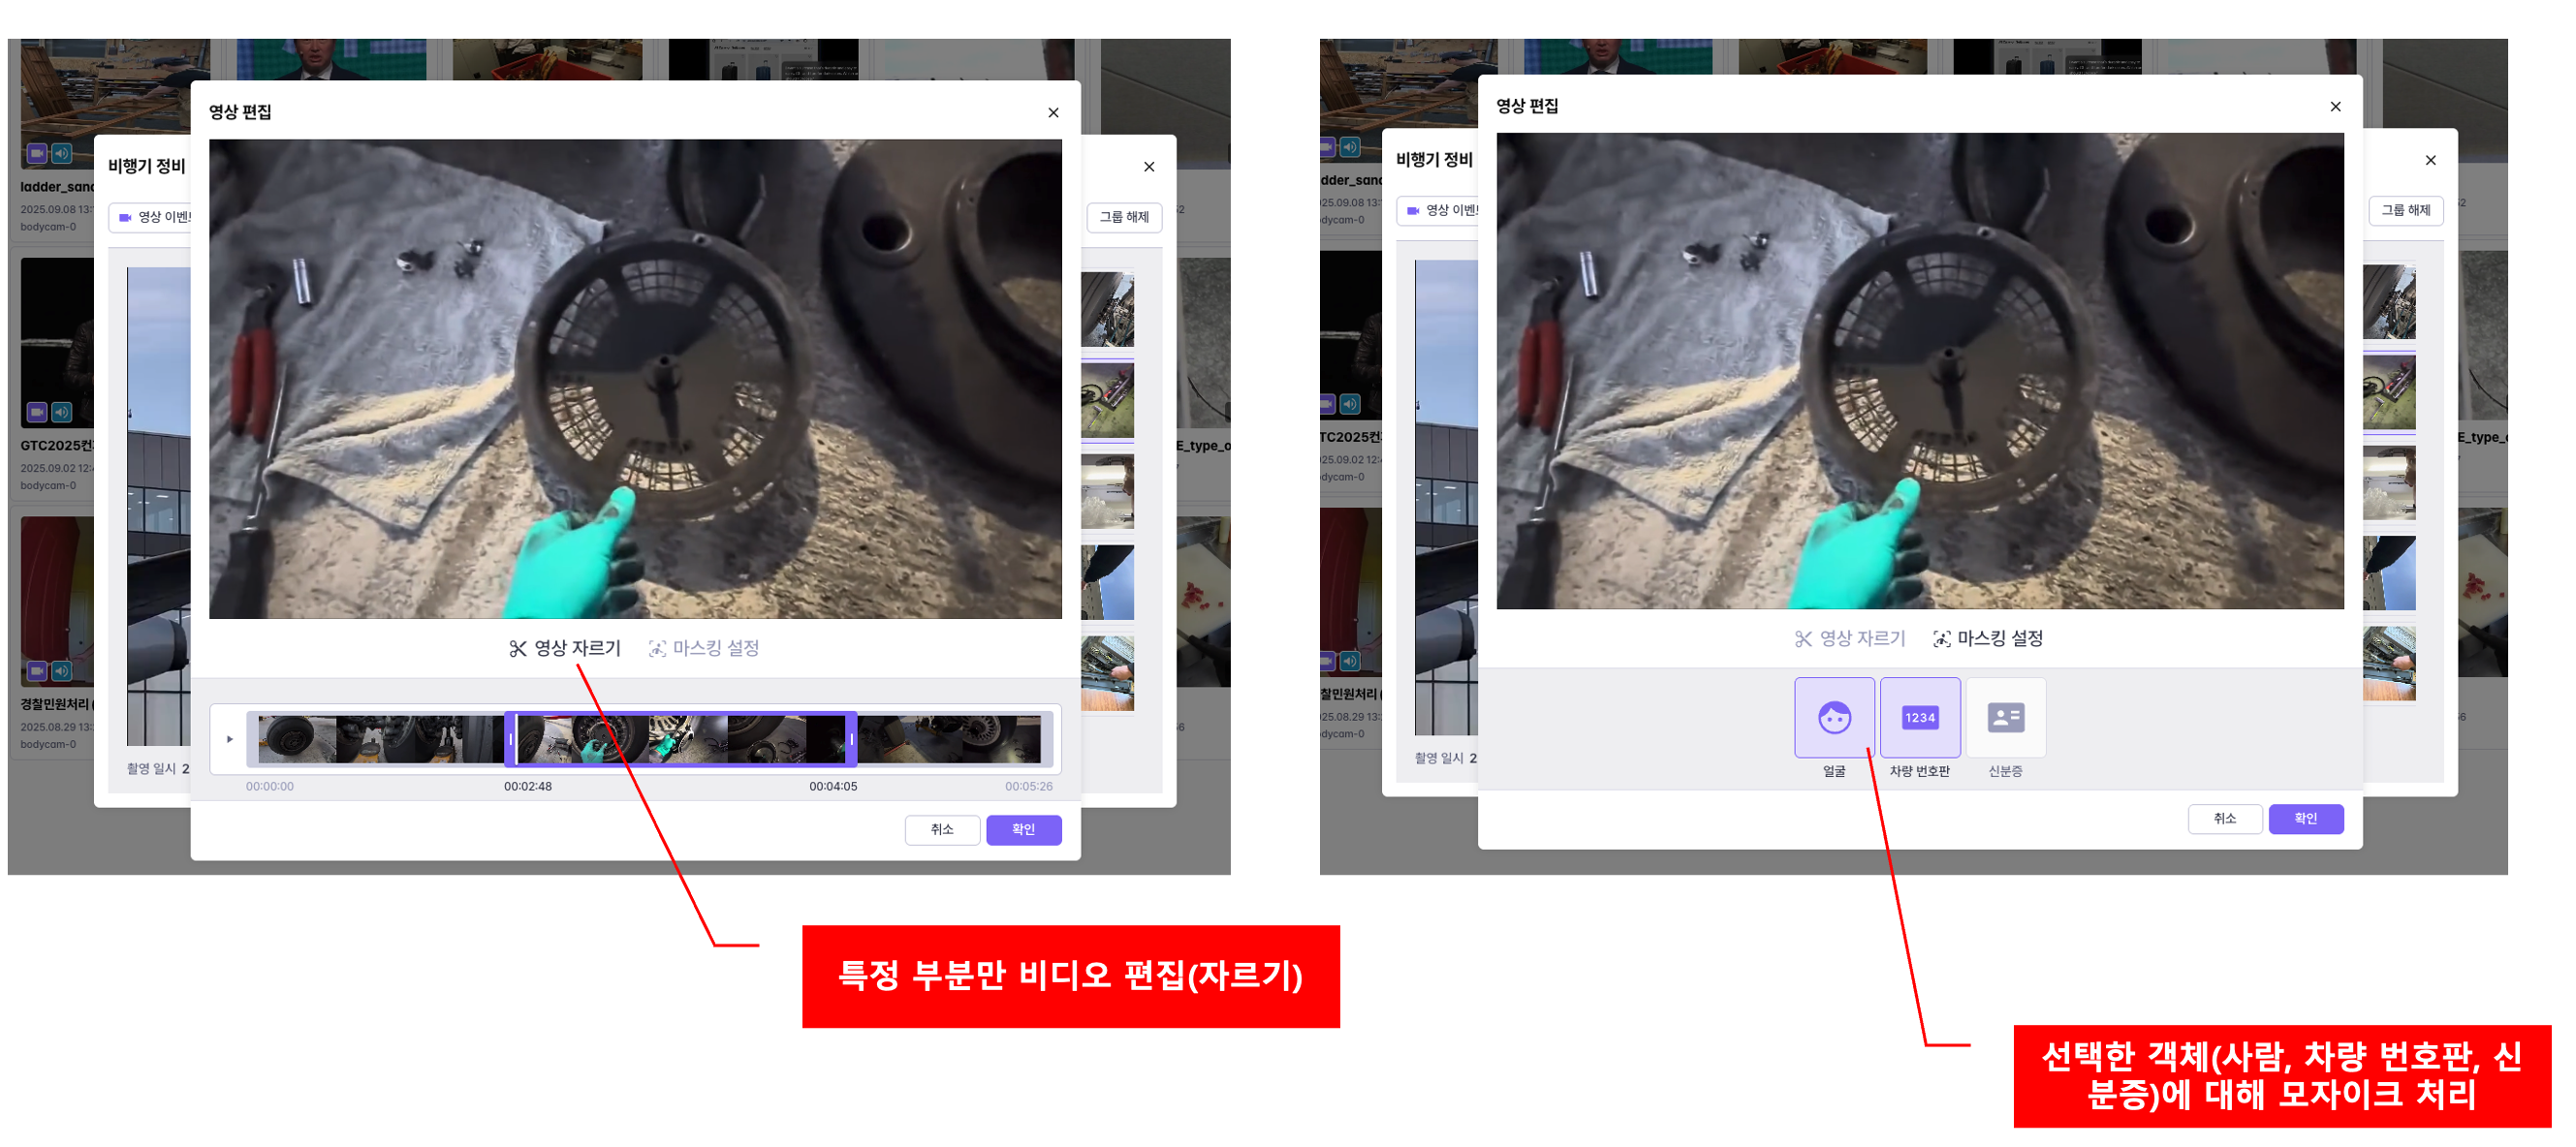 영상 편집
비행기 정비
영상 이벤
그룹 해제
ladder_sand
2025.09.08 13:
bodycam-0
GTC2025컨
2025.09.02 12:
bodycam-0
E_type_o
경찰민원처리(
2025.08.29 13:
bodycam-0
촬영 일시 2
영상 자르기
마스킹 설정
00:00:00
00:02:48
00:04:05
00:05:26
취소
확인
특정 부분만 비디오 편집(자르기)
영상 편집
비행기 정비
영상 이벤
그룹 해제
dder_sand
25.09.08 13:
odycam-0
TC2025컨
25.09.02 12:
dycam-0
E_type_o
찰민원처리(
25.08.29 13:
dycam-0
촬영 일시 2
영상 자르기
마스킹 설정
1234
얼굴
차량 번호판
신분증
취소
확인
선택한 객체(사람, 차량 번호판, 신
분증)에 대해 모자이크 처리